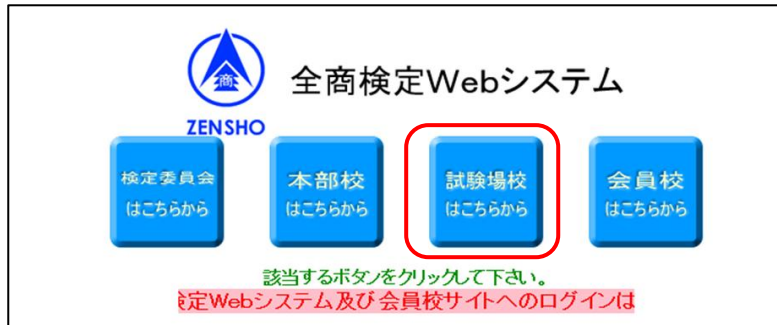 商
ZENSHO
全商検定Webシステム
検定委員会
はこちらから
本部校
はこちらから
試験場校
はこちらから
会員校
はこちらから
該当するボタンをクリックして下さい。
定Webシステム及び会員校サイトへのログインは